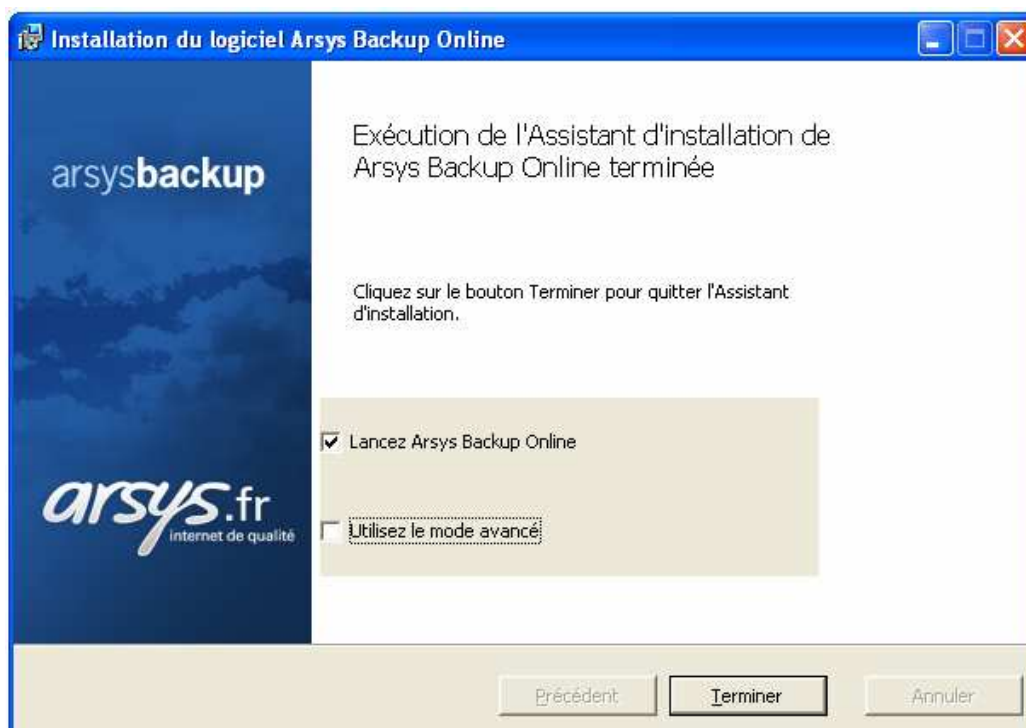 Installation du logiciel Arsys Backup Online
arsysbackup
Exécution de l'Assistant d'installation de
Arsys Backup Online terminée
Cliquez sur le bouton Terminer pour quitter l'Assistant
d'installation.
Lancez Arsys Backup Online
Utilisez le mode avancé
arsys.fr
internet de qualité
Précédent
Terminer
Annuler